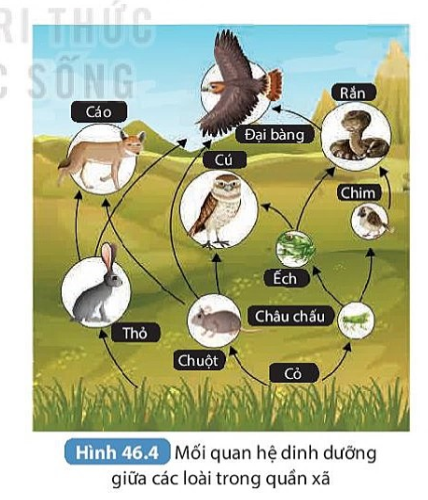 RI THỨC
C SỐNG
Cáo
Đại bàng
Rắn
Cú
Chim
Ếch
Thỏ
Chuột
Châu chấu
Cỏ
Hình 46.4 Mối quan hệ dinh dưỡng
giữa các loài trong quần xã